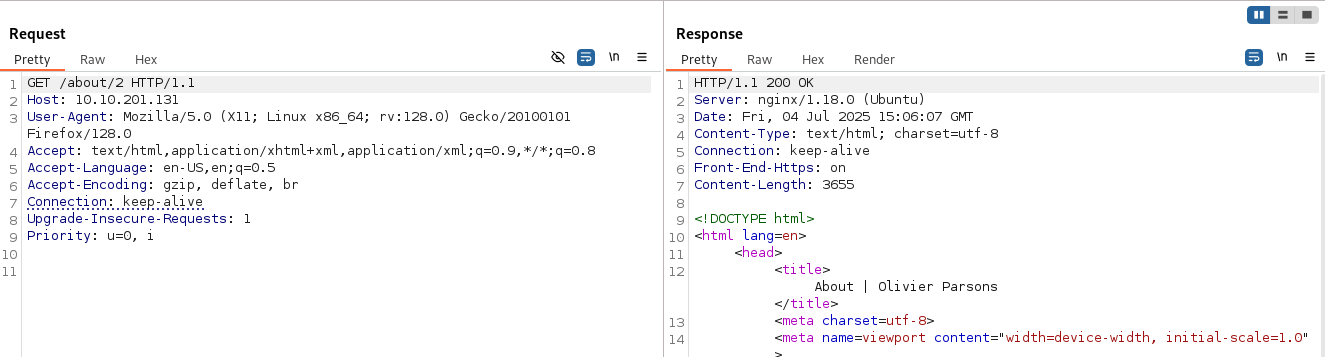 Request
Pretty Raw Hex \n
1 GET /about/2 HTTP/1.1
2 Host: 10.10.201.131
3 User-Agent: Mozilla/5.0 (X11; Linux x86_64; rv:128.0) Gecko/20100101
Firefox/128.0
4 Accept: text/html,application/xhtml+xml,application/xml;q=0.9,*/*;q=0.8
5 Accept-Language: en-US,en;q=0.5
6 Accept-Encoding: gzip, deflate, br
7 Connection: keep-alive
8 Upgrade-Insecure-Requests: 1
9 Priority: u=0, i
10
11
Response
Pretty Raw Hex Render \n
1 HTTP/1.1 200 OK
2 Server: nginx/1.18.0 (Ubuntu)
3 Date: Fri, 04 Jul 2025 15:06:07 GMT
4 Content-Type: text/html; charset=utf-8
5 Connection: keep-alive
6 Front-End-Https: on
7 Content-Length: 3655
8
9 <!DOCTYPE html>
10 <html lang=en>
11 <head>
12 <title>
About | Olivier Parsons
</title>
13 <meta charset=utf-8>
14 <meta name=viewport content="width=device-width, initial-scale=1.0"
>